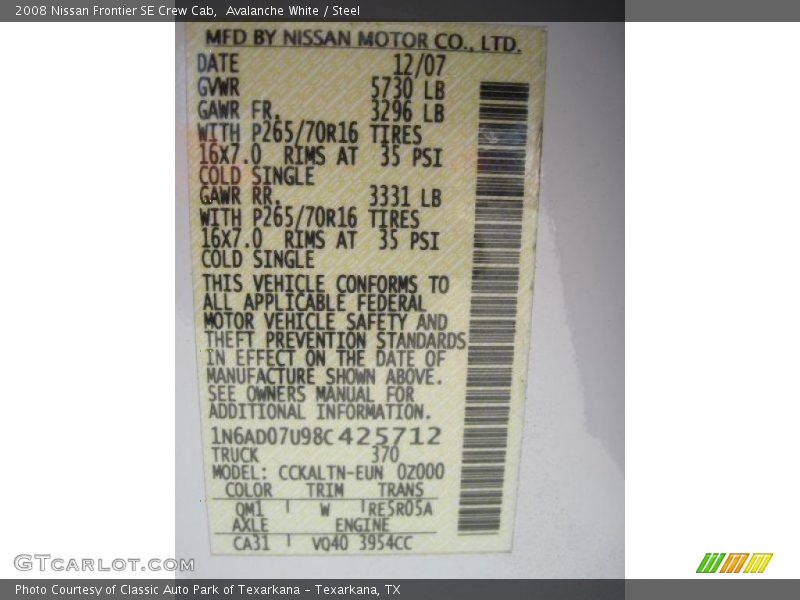 2008 Nissan Frontier SE Crew Cab,  Avalanche White / Steel
MFD BY NISSAN MOTOR CO., LTD.
DATE 12/07
GVWR 5730 LB
GAWR FR. 3296 LB
WITH P265/70R16 TIRES
16X7.0 RIMS AT 35 PSI
COLD SINGLE
GAWR RR. 3331 LB
WITH P265/70R16 TIRES
16X7.0 RIMS AT 35 PSI
COLD SINGLE
THIS VEHICLE CONFORMS TO
ALL APPLICABLE FEDERAL
MOTOR VEHICLE SAFETY AND
THEFT PREVENTION STANDARDS
IN EFFECT ON THE DATE OF
MANUFACTURE SHOWN ABOVE.
SEE OWNERS MANUAL FOR
ADDITIONAL INFORMATION.
1N6AD07U98C425712
TRUCK 370
MODEL: CCKALTN-EUN 0Z000
COLOR TRIM TRANS
QM1 W RE5R05A
AXLE ENGINE
CA31 VQ40 3954CC
GTCARLOT.COM
Photo Courtesy of Classic Auto Park of Texarkana - Texarkana, TX